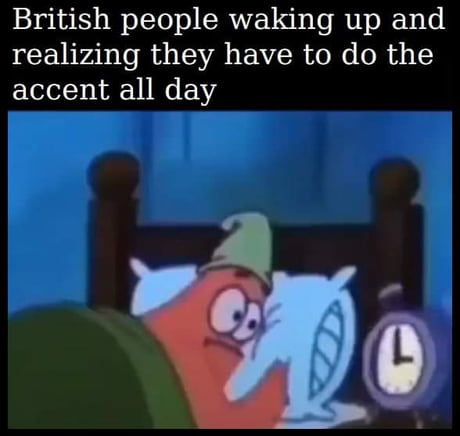 British people waking up and
realizing they have to do the
accent all day